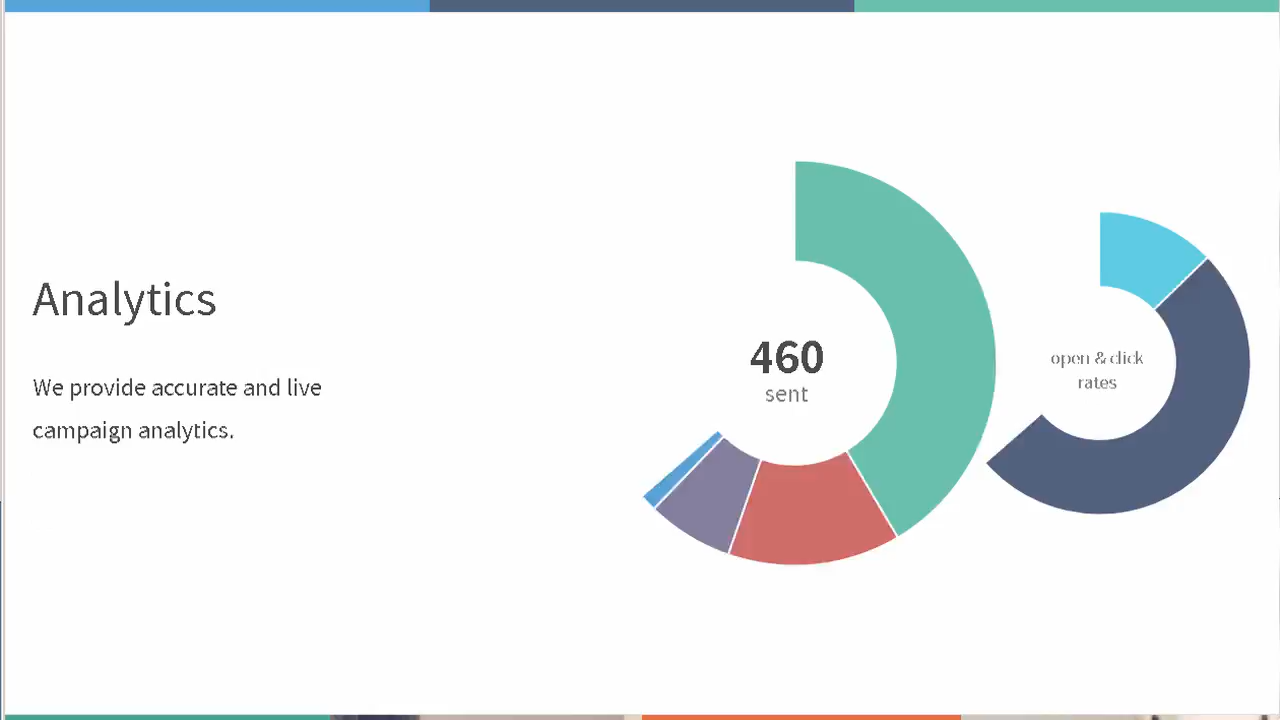 Analytics
We provide accurate and live
campaign analytics.
460
sent
open & click
rates